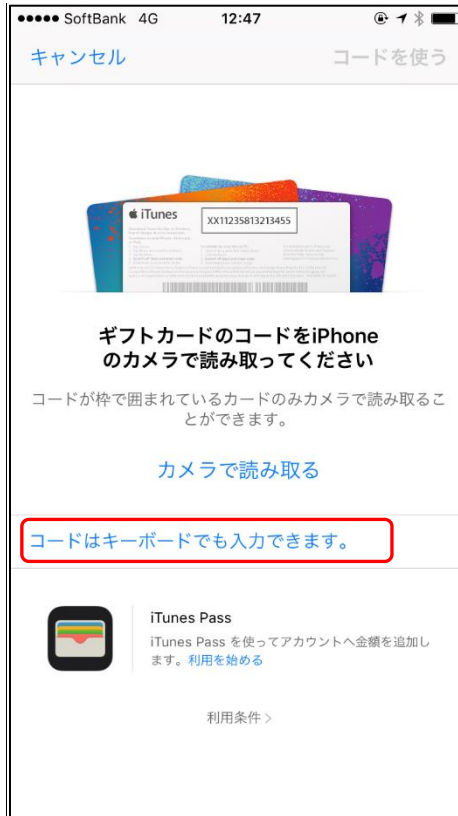 SoftBank 4G 12:47
キャンセル コードを使う
iTunes
XX11235813213455
ギフトカードのコードをiPhone
のカメラで読み取ってください
コードが枠で囲まれているカードのみカメラで読み取るこ
とができます。
カメラで読み取る
コードはキーボードでも入力できます。
iTunes Pass
iTunes Pass を使ってアカウントへ金額を追加し
ます。利用を始める
利用条件 >